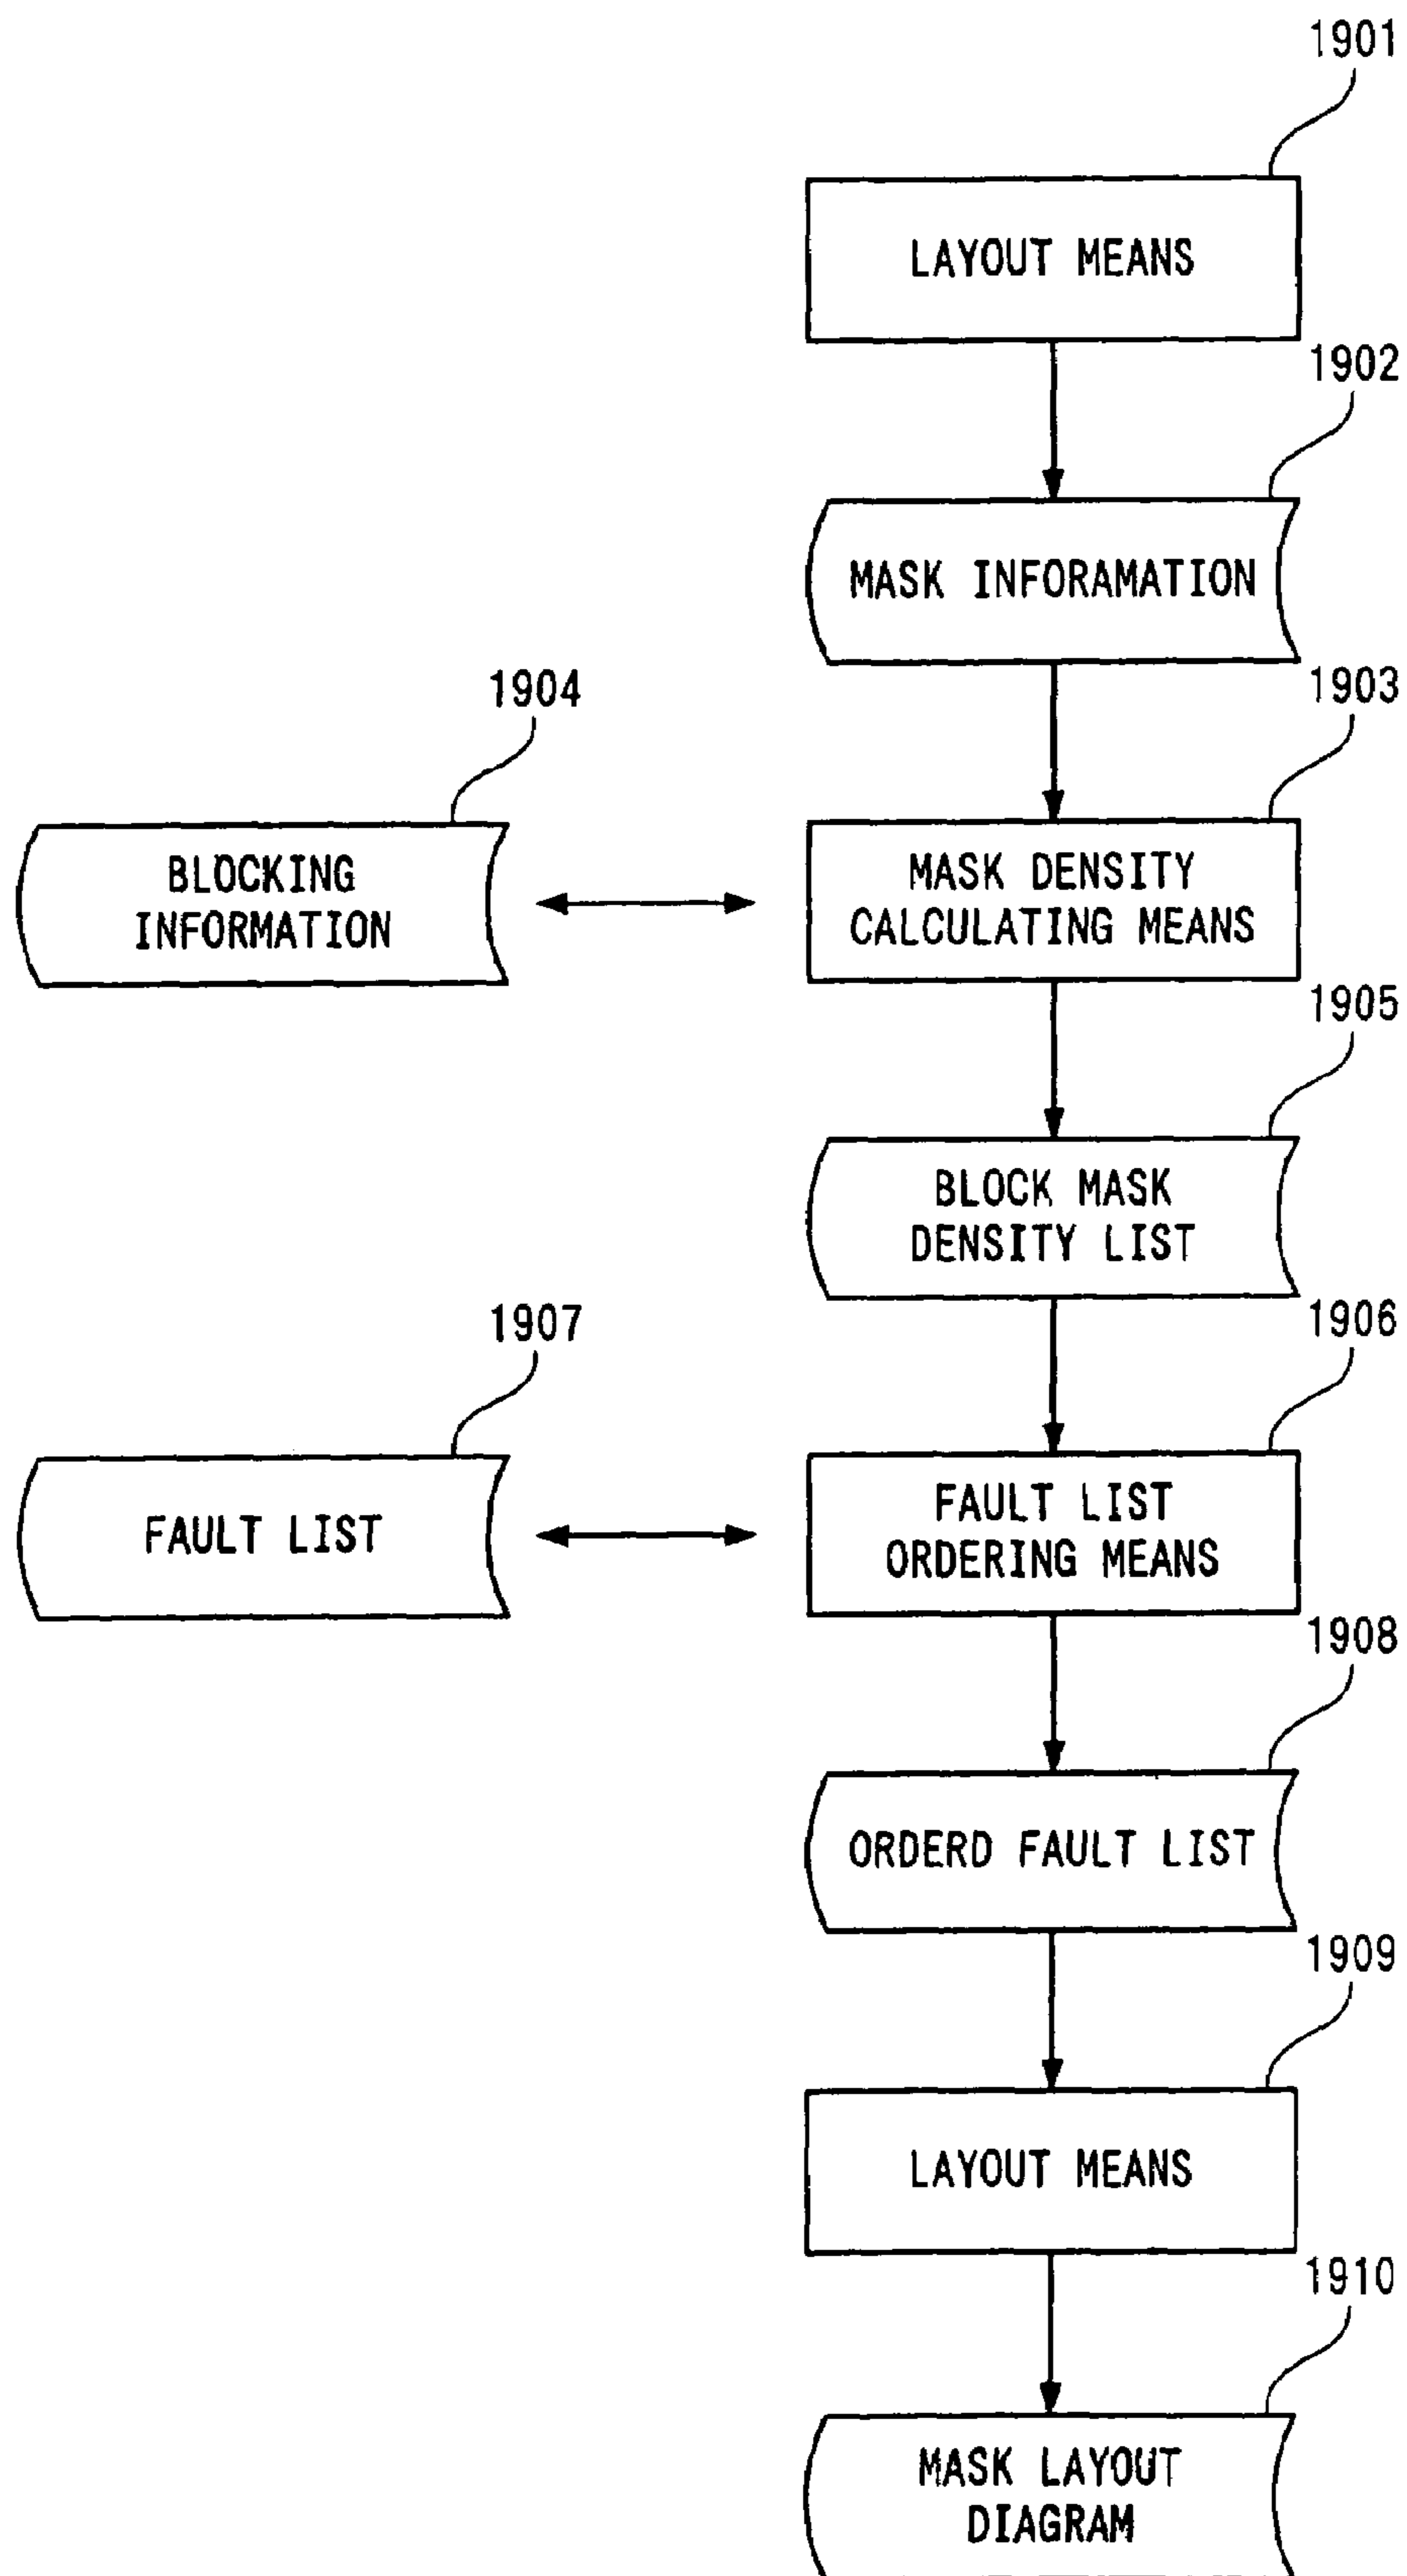 1901
LAYOUT MEANS
1902
MASK INFORAMATION
1903
1904
BLOCKING
INFORMATION
MASK DENSITY
CALCULATING MEANS
1905
BLOCK MASK
DENSITY LIST
1906
1907
FAULT LIST
FAULT LIST
ORDERING MEANS
1908
ORDERD FAULT LIST
1909
LAYOUT MEANS
1910
MASK LAYOUT
DIAGRAM